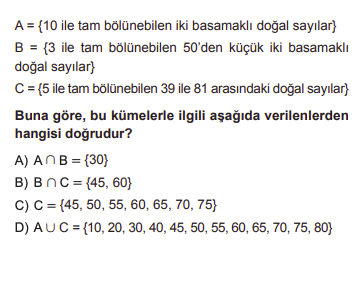 A = {10 ile tam bölünebilen iki basamaklı doğal sayılar}
B = {3 ile tam bölünebilen 50'den küçük iki basamaklı
doğal sayılar}
C = {5 ile tam bölünebilen 39 ile 81 arasındaki doğal sayılar}
Buna göre, bu kümelerle ilgili aşağıda verilenlerden
hangisi doğrudur?
A) A ∩ B = {30}
B) B ∩ C = {45, 60}
C) C = {45, 50, 55, 60, 65, 70, 75}
D) A ∪ C = {10, 20, 30, 40, 45, 50, 55, 60, 65, 70, 75, 80}